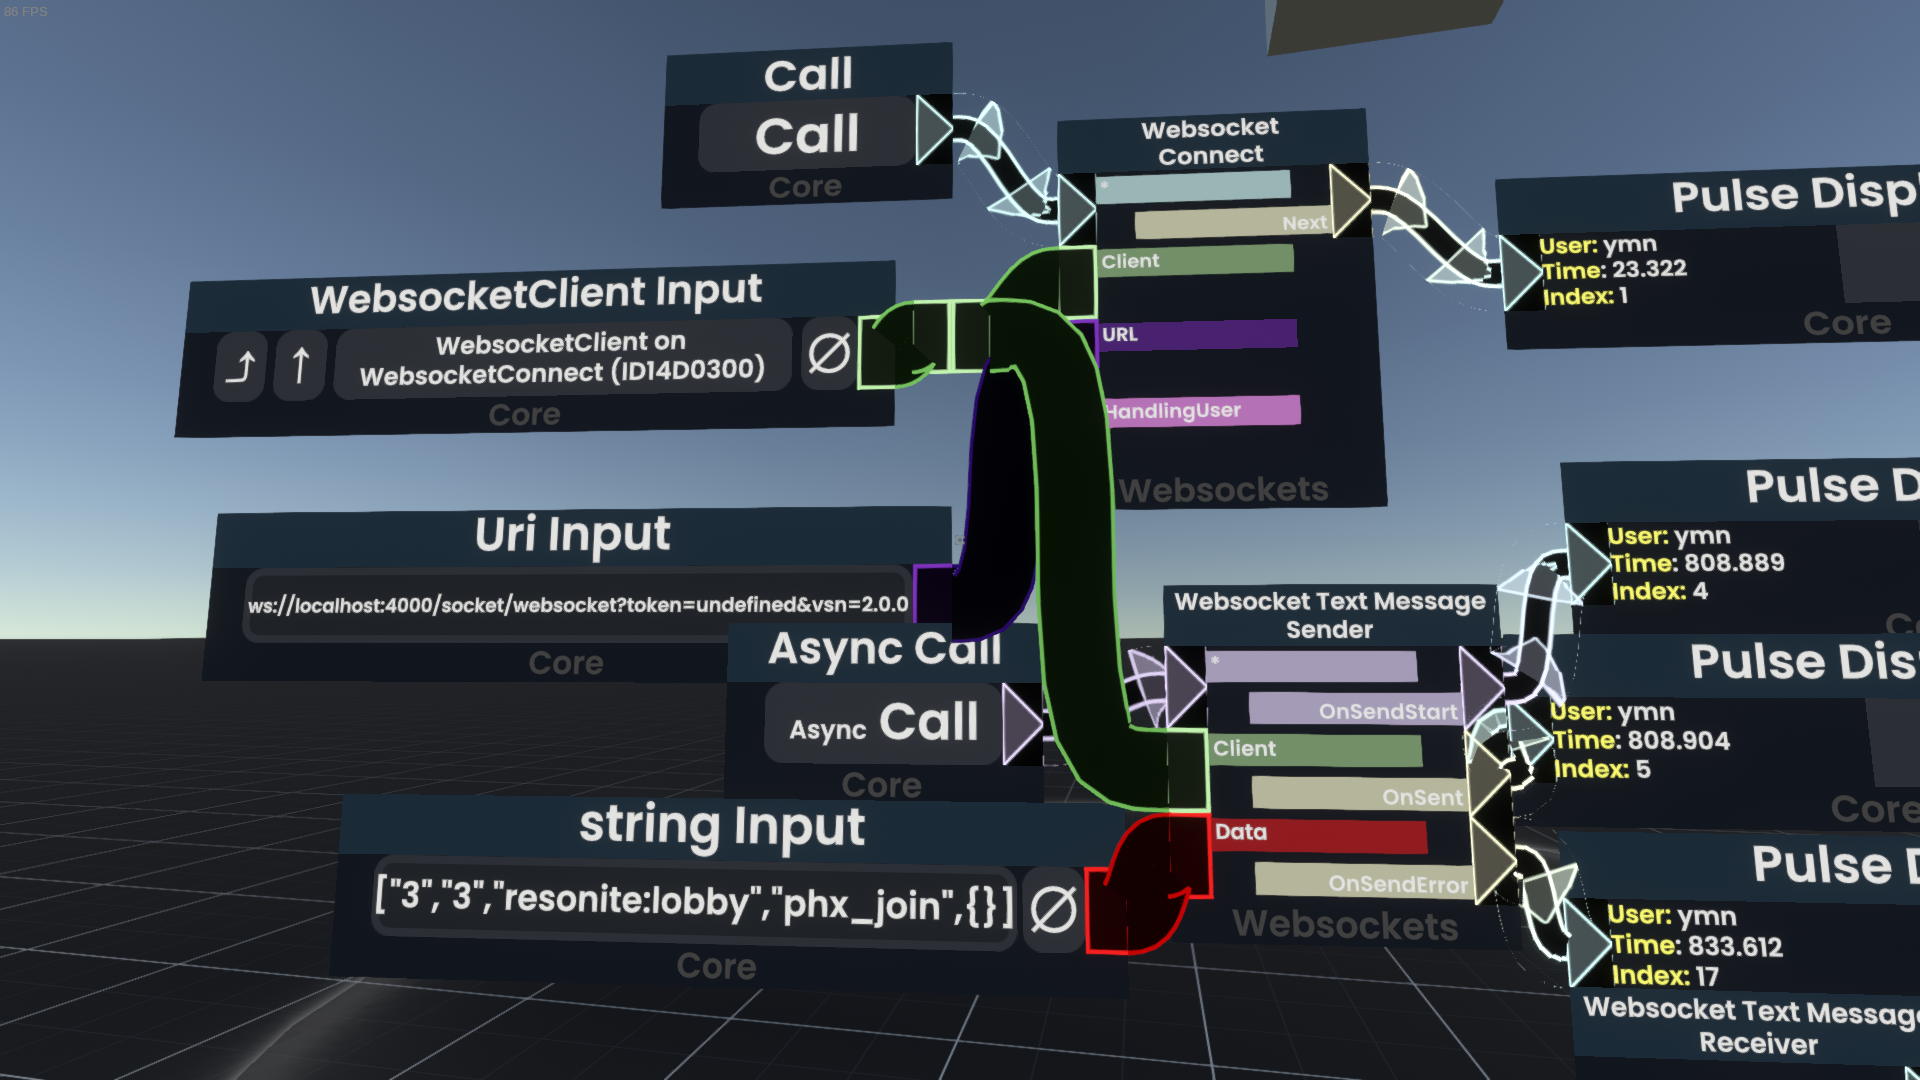 86 FPS
Call
Call
Core
Websocket
Connect
*
Next
Client
URL
HandlingUser
Websockets
Pulse Disp
User: ymn
Time: 23.322
Index: 1
Core
WebsocketClient Input
WebsocketClient on
WebsocketConnect (ID14D0300)
Core
Uri Input
ws://localhost:4000/socket/websocket?token=undefined&vsn=2.0.0
Core
Async Call
Async Call
Core
string Input
["3","3","resonite:lobby","phx_join",{}]
Core
Websocket Text Message
Sender
*
OnSendStart
Client
OnSent
Data
OnSendError
Websockets
Pulse D
User: ymn
Time: 808.889
Index: 4
Co
Pulse Dis
User: ymn
Time: 808.904
Index: 5
Core
Pulse D
User: ymn
Time: 833.612
Index: 17
Websocket Text Message
Receiver